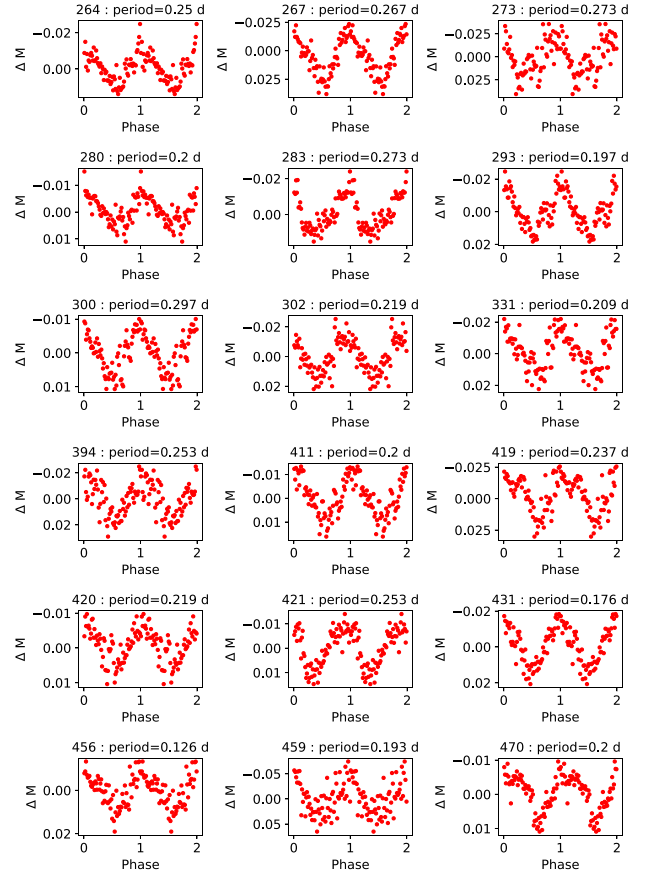 264 : period=0.25 d
267 : period=0.267 d
273 : period=0.273 d
Δ M
−0.02
0.00
0 1 2
Phase
Δ M
−0.025
0.000
0.025
0 1 2
Phase
Δ M
−0.025
0.000
0.025
0 1 2
Phase
280 : period=0.2 d
283 : period=0.273 d
293 : period=0.197 d
Δ M
−0.01
0.00
0.01
0 1 2
Phase
Δ M
−0.02
0.00
0 1 2
Phase
Δ M
−0.02
0.00
0.02
0 1 2
Phase
300 : period=0.297 d
302 : period=0.219 d
331 : period=0.209 d
Δ M
−0.01
0.00
0.01
0 1 2
Phase
Δ M
−0.02
0.00
0.02
0 1 2
Phase
Δ M
−0.02
0.00
0.02
0 1 2
Phase
394 : period=0.253 d
411 : period=0.2 d
419 : period=0.237 d
Δ M
−0.02
0.00
0.02
0 1 2
Phase
Δ M
−0.01
0.00
0.01
0 1 2
Phase
Δ M
−0.025
0.000
0.025
0 1 2
Phase
420 : period=0.219 d
421 : period=0.253 d
431 : period=0.176 d
Δ M
−0.01
0.00
0.01
0 1 2
Phase
Δ M
−0.01
0.00
0.01
0 1 2
Phase
Δ M
−0.02
0.00
0.02
0 1 2
Phase
456 : period=0.126 d
459 : period=0.193 d
470 : period=0.2 d
Δ M
0.00
0.02
0 1 2
Phase
Δ M
−0.05
0.00
0.05
0 1 2
Phase
Δ M
−0.01
0.00
0.01
0 1 2
Phase